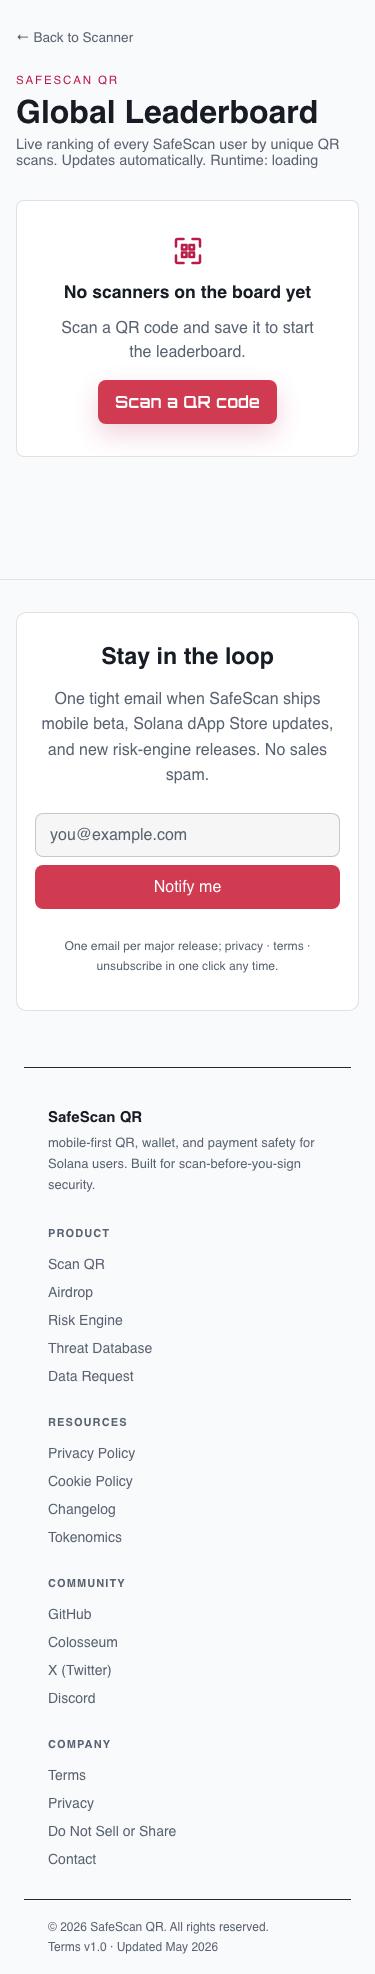 ← Back to Scanner
SAFESCAN QR
Global Leaderboard
Live ranking of every SafeScan user by unique QR
scans. Updates automatically. Runtime: loading
No scanners on the board yet
Scan a QR code and save it to start
the leaderboard.
Scan a QR code
Stay in the loop
One tight email when SafeScan ships
mobile beta, Solana dApp Store updates,
and new risk-engine releases. No sales
spam.
you@example.com
Notify me
One email per major release; privacy · terms ·
unsubscribe in one click any time.
SafeScan QR
mobile-first QR, wallet, and payment safety for
Solana users. Built for scan-before-you-sign
security.
PRODUCT
Scan QR
Airdrop
Risk Engine
Threat Database
Data Request
RESOURCES
Privacy Policy
Cookie Policy
Changelog
Tokenomics
COMMUNITY
GitHub
Colosseum
X (Twitter)
Discord
COMPANY
Terms
Privacy
Do Not Sell or Share
Contact
© 2026 SafeScan QR. All rights reserved.
Terms v1.0 · Updated May 2026